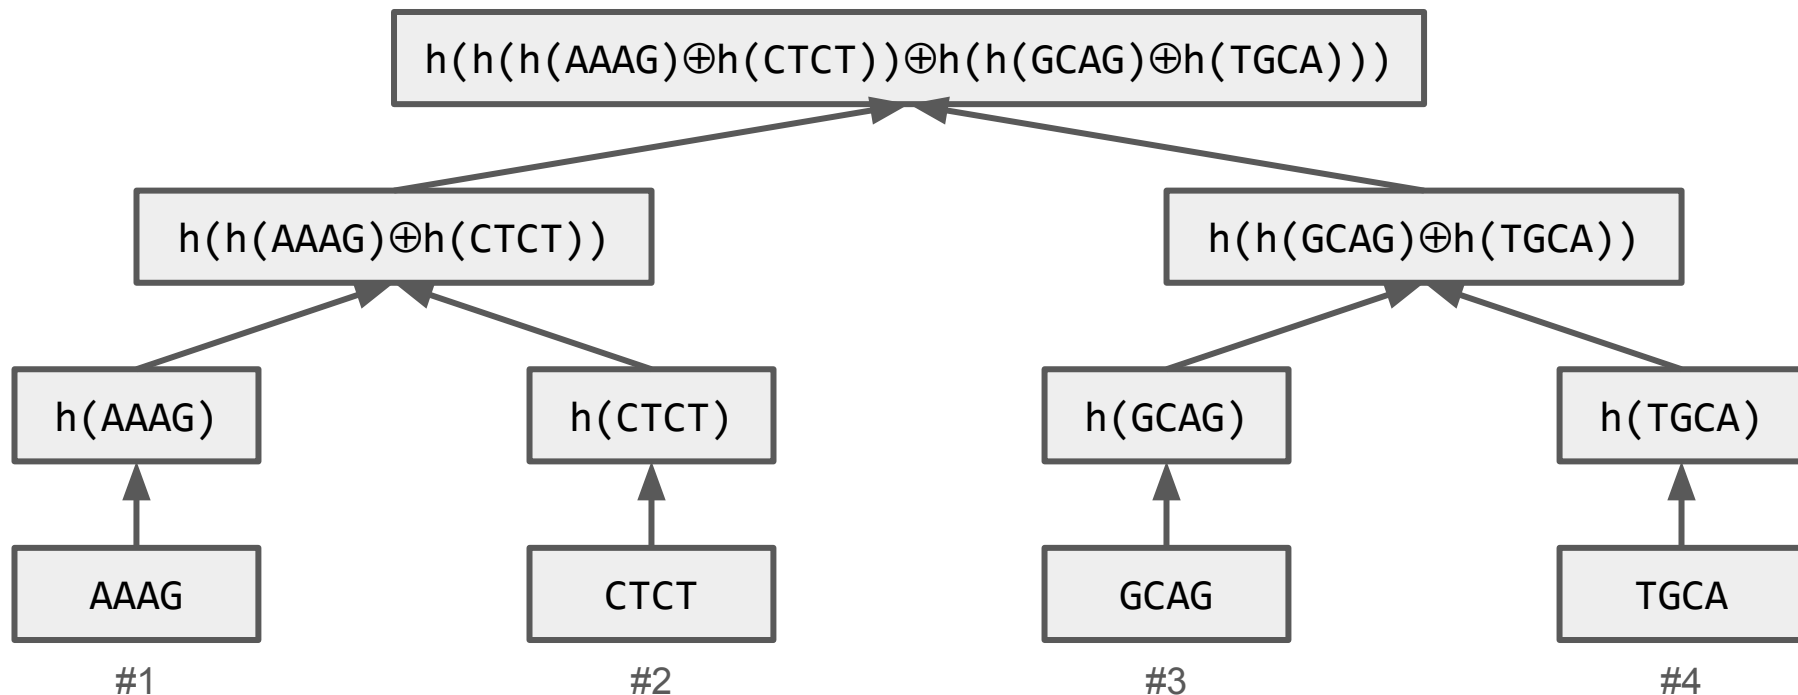 h(h(h(AAAG)⊕h(CTCT))⊕h(h(GCAG)⊕h(TGCA)))
h(h(AAAG)⊕h(CTCT))
h(h(GCAG)⊕h(TGCA))
h(AAAG)
h(CTCT)
h(GCAG)
h(TGCA)
AAAG
CTCT
GCAG
TGCA
#1
#2
#3
#4